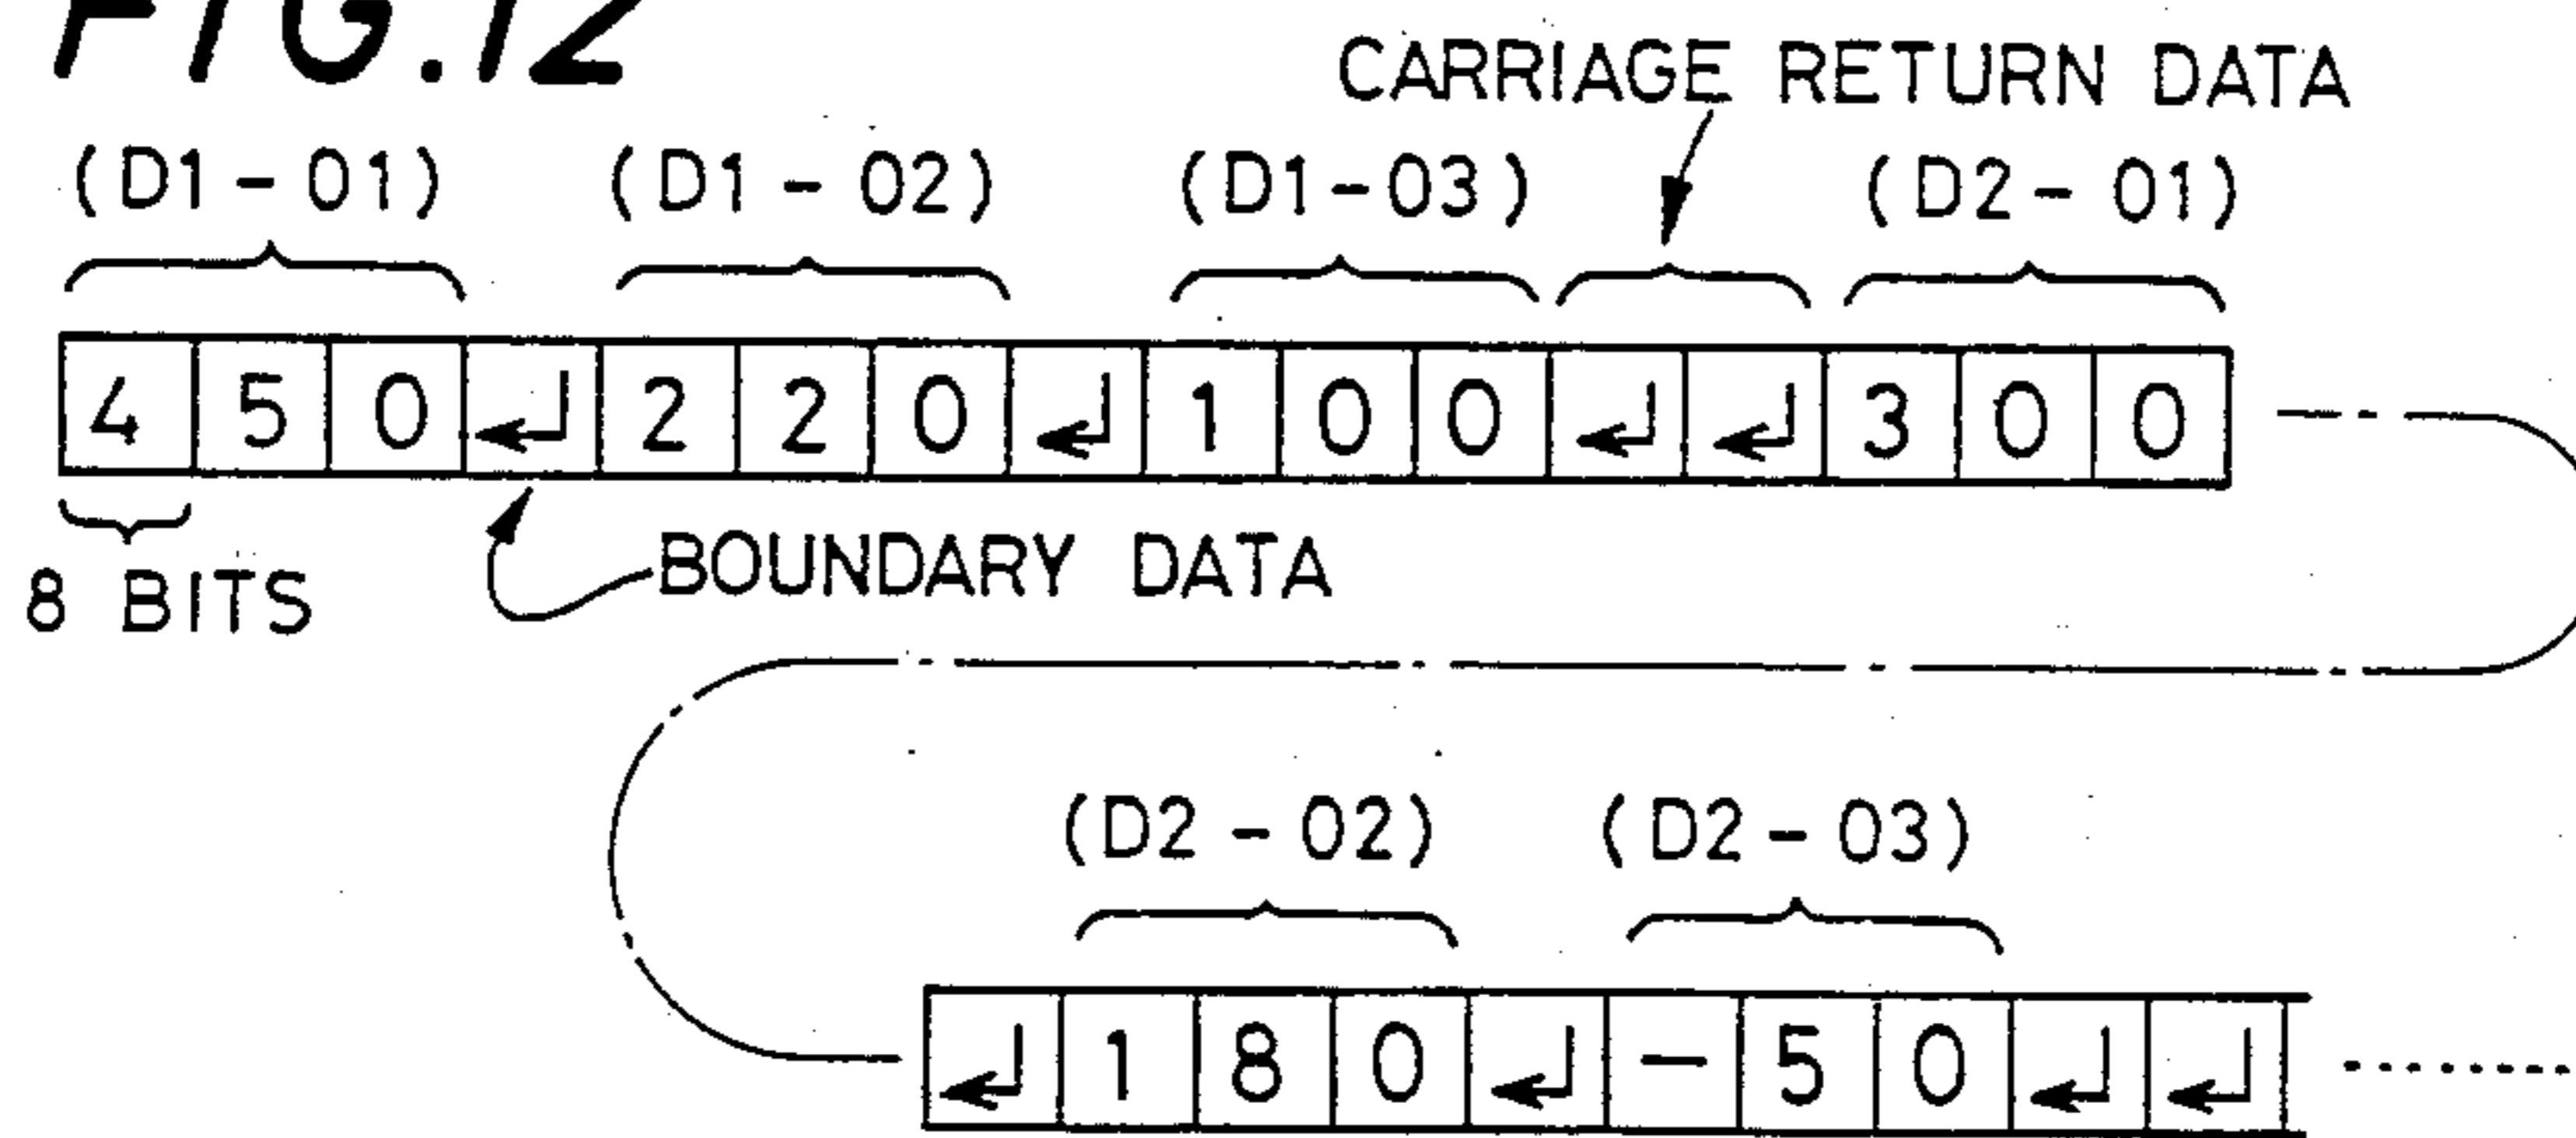 FIG.12
CARRIAGE RETURN DATA
(D1-01) (D1-02) (D1-03) (D2-01)
4 5 0 ↵ 2 2 0 ↵ 1 0 0 ↵ ↵ 3 0 0
8 BITS
BOUNDARY DATA
(D2-02) (D2-03)
↵ 1 8 0 ↵ - 5 0 ↵ ↵